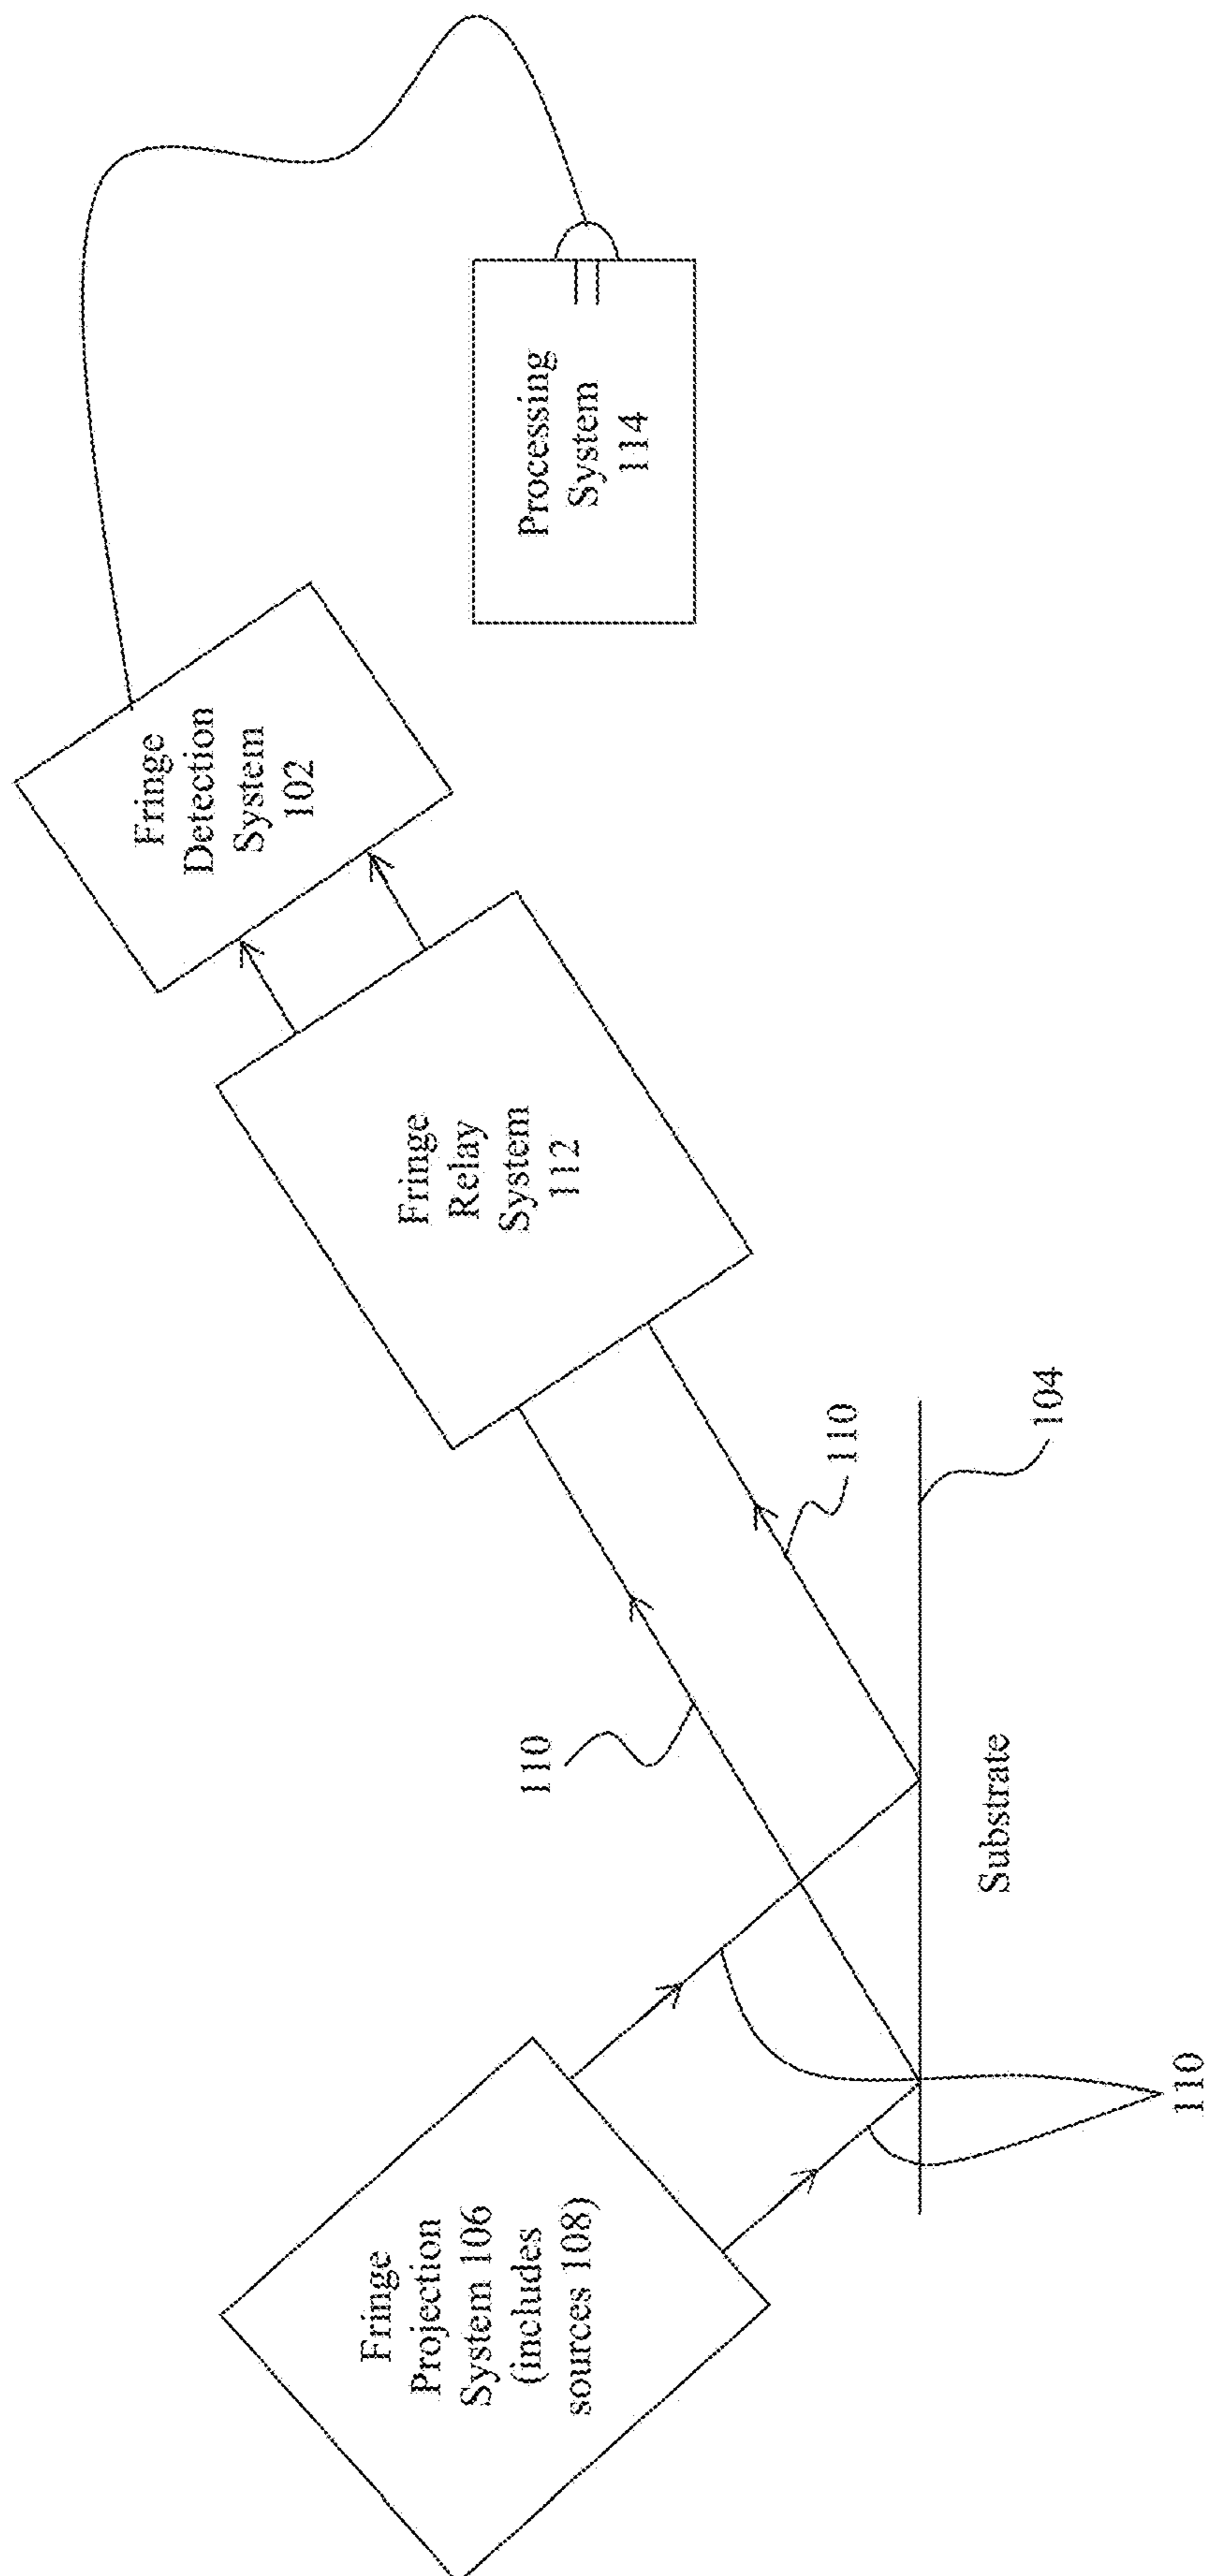 Fringe
Projection
System 106
(includes
sources 108)
110
Substrate
110
110
104
Fringe
Relay
System
112
Fringe
Detection
System
102
Processing
System
114